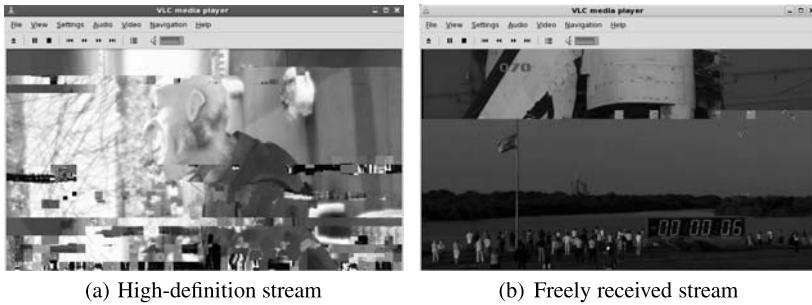 VLC media player
File View Settings Audio Video Navigation Help
VLC media player
File View Settings Audio Video Navigation Help
070
00 00 06
(a) High-definition stream
(b) Freely received stream